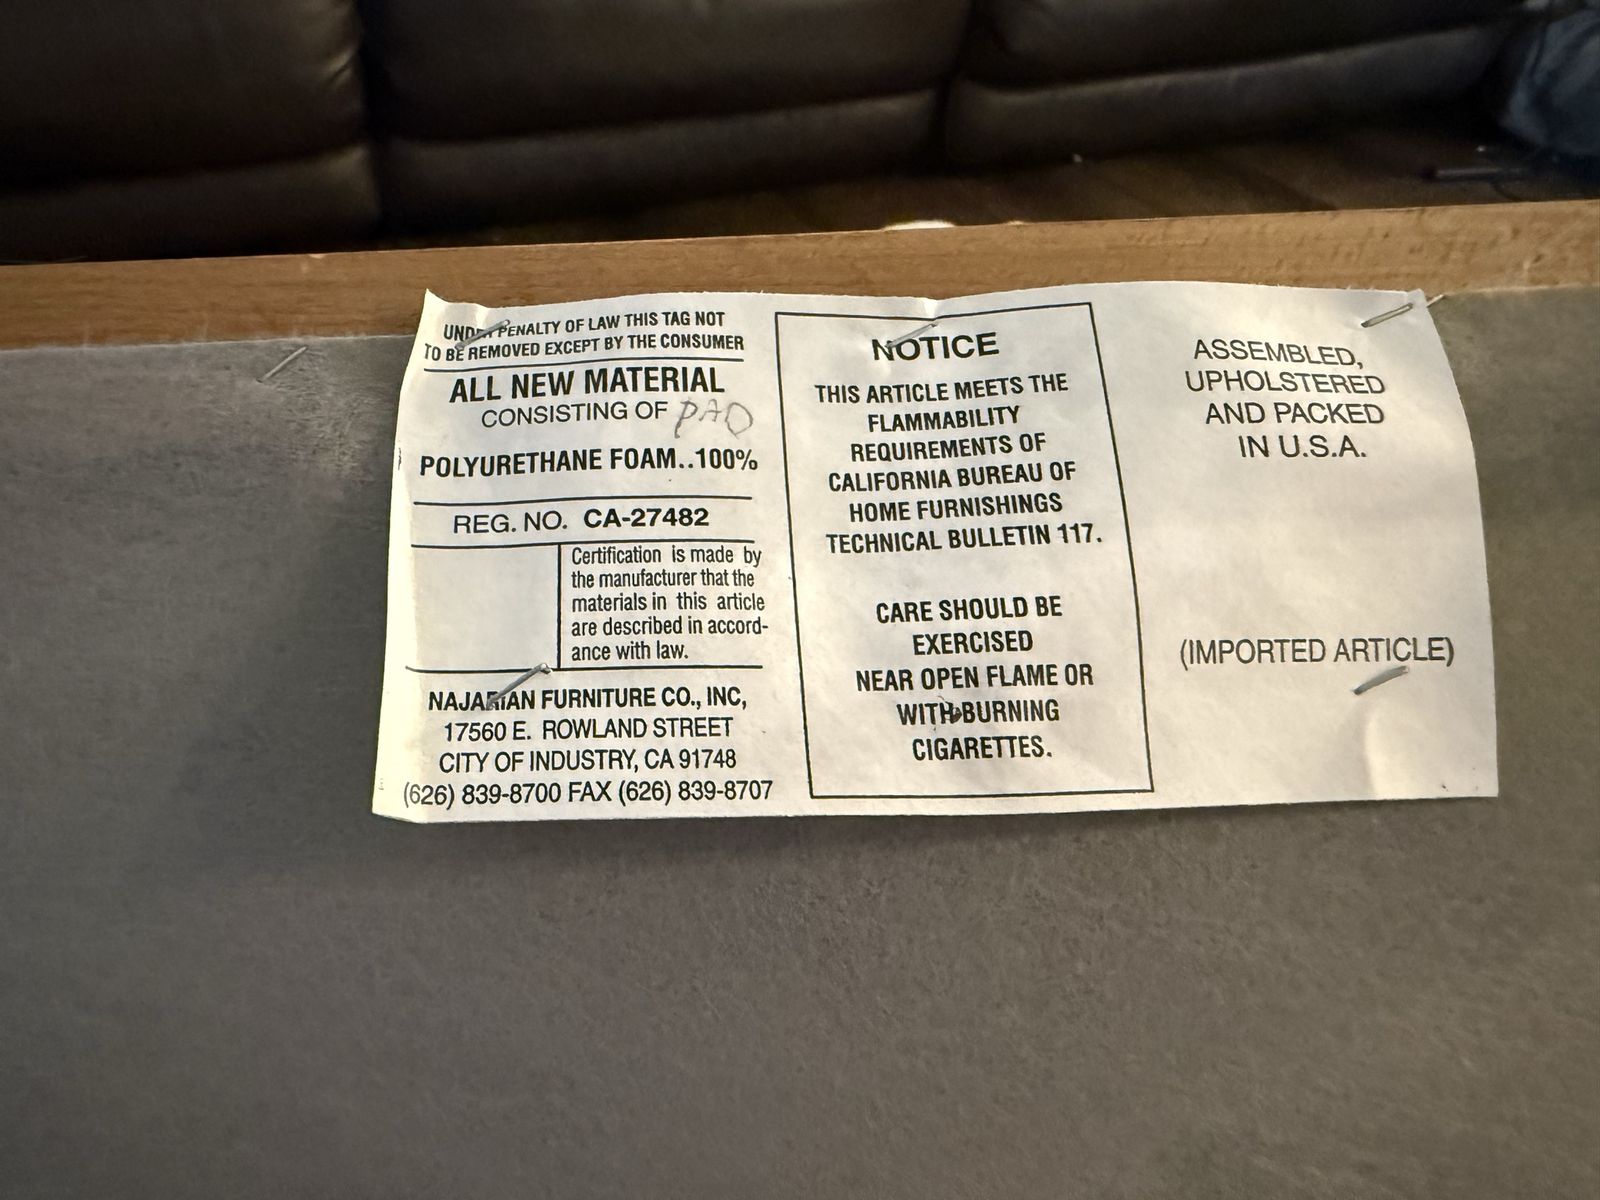 UNDER PENALTY OF LAW THIS TAG NOT
TO BE REMOVED EXCEPT BY THE CONSUMER
ALL NEW MATERIAL
CONSISTING OF PAD
POLYURETHANE FOAM..100%
REG. NO. CA-27482
Certification is made by
the manufacturer that the
materials in this article
are described in accord-
ance with law.
NAJARIAN FURNITURE CO., INC,
17560 E. ROWLAND STREET
CITY OF INDUSTRY, CA 91748
(626) 839-8700 FAX (626) 839-8707
NOTICE
THIS ARTICLE MEETS THE
FLAMMABILITY
REQUIREMENTS OF
CALIFORNIA BUREAU OF
HOME FURNISHINGS
TECHNICAL BULLETIN 117.
CARE SHOULD BE
EXERCISED
NEAR OPEN FLAME OR
WITH BURNING
CIGARETTES.
ASSEMBLED,
UPHOLSTERED
AND PACKED
IN U.S.A.
(IMPORTED ARTICLE)